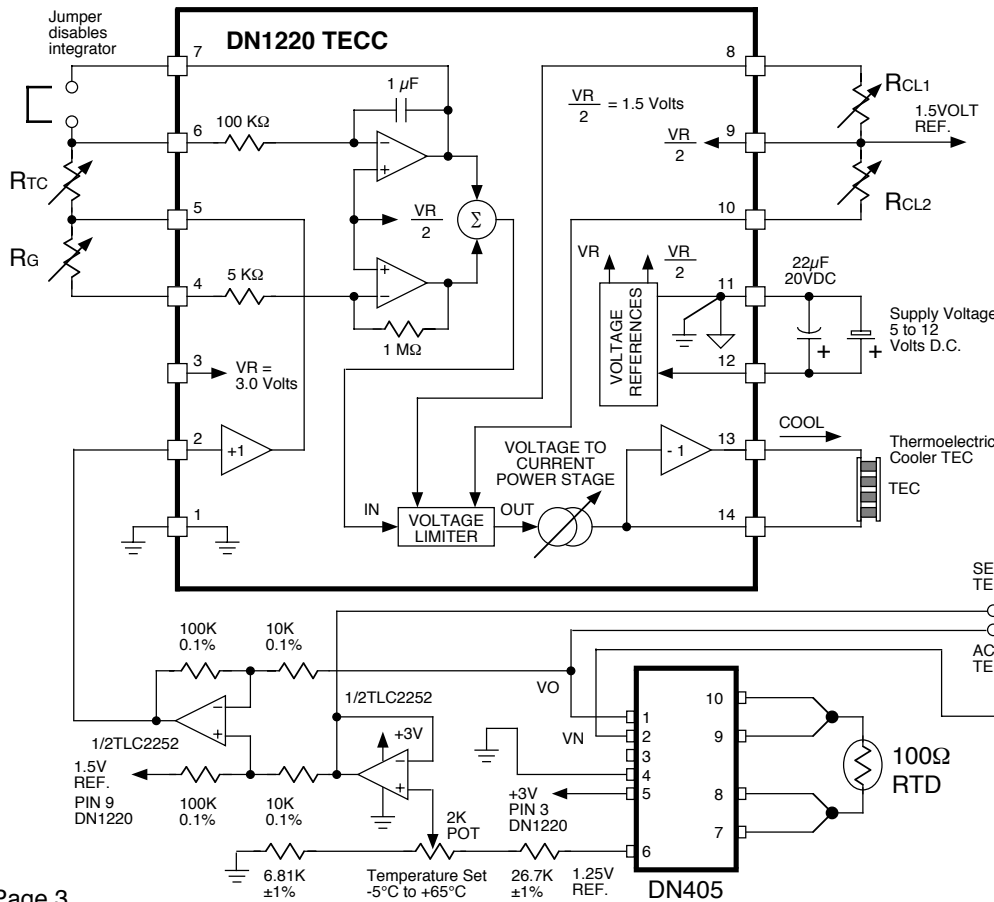 Jumper
disables
integrator
DN1220 TECC
7
8
1 µF
VR
2
= 1.5 Volts
RCL1
1.5VOLT
REF.
100 KΩ
6
9
VR
2
RTC
RCL2
5
10
VR
2
Σ
RG
VR
VR
2
22µF
20VDC
4
5 KΩ
11
1 MΩ
VOLTAGE
REFERENCES
Supply Voltage
5 to 12
Volts D.C.
3
VR =
3.0 Volts
12
2
+1
VOLTAGE TO
CURRENT
POWER STAGE
- 1
13
COOL
Thermoelectric
Cooler TEC
TEC
1
IN
VOLTAGE
LIMITER
OUT
14
SE
TE
100K
0.1%
10K
0.1%
AC
TE
VO
1/2TLC2252
1/2TLC2252
+3V
VN
1
2
3
4
5
6
10
9
8
7
100Ω
RTD
1.5V
REF.
PIN 9
DN1220
100K
0.1%
10K
0.1%
+3V
PIN 3
DN1220
2K
POT
6.81K
±1%
Temperature Set
-5°C to +65°C
26.7K
±1%
1.25V
REF.
DN405
Page 3